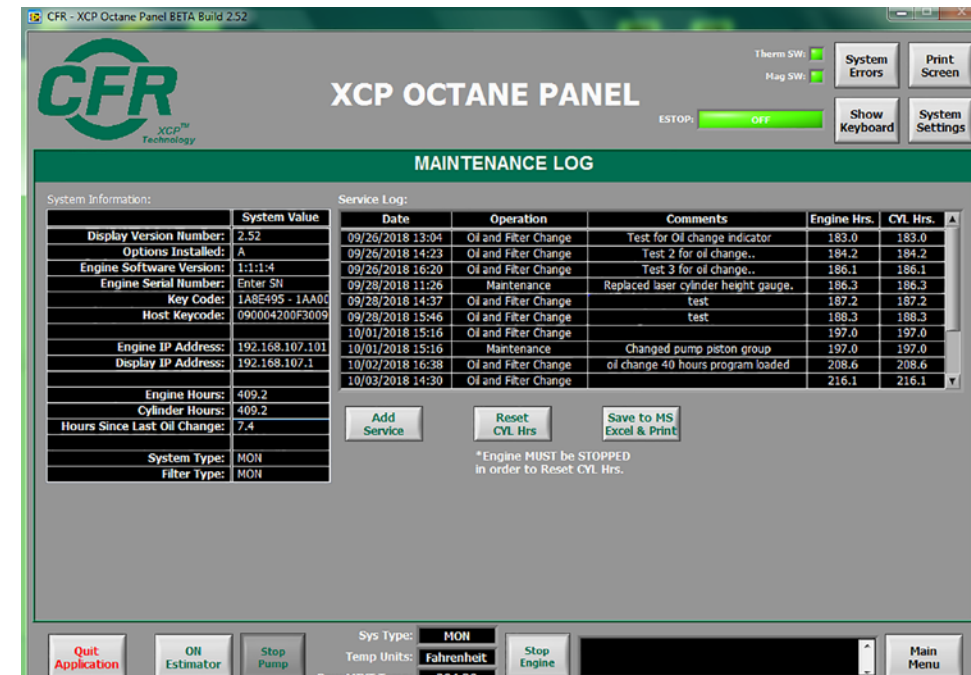 CFR - XCP Octane Panel BETA Build 2.52
CFR
XCP™
Technology
XCP OCTANE PANEL
Therm SW:
Mag SW:
ESTOP: OFF
System Errors
Print Screen
Show Keyboard
System Settings
MAINTENANCE LOG
System Information:
System Value
Display Version Number: 2.52
Options Installed: A
Engine Software Version: 1:1:1:4
Engine Serial Number: Enter SN
Key Code: 1A8E495 - 1AA0C
Host Keycode: 090004200F3009
Engine IP Address: 192.168.107.101
Display IP Address: 192.168.107.1
Engine Hours: 409.2
Cylinder Hours: 409.2
Hours Since Last Oil Change: 7.4
System Type: MON
Filter Type: MON
Service Log:
Date Operation Comments Engine Hrs. CYL Hrs.
09/26/2018 13:04 Oil and Filter Change Test for Oil change indicator 183.0 183.0
09/26/2018 14:23 Oil and Filter Change Test 2 for oil change.. 184.2 184.2
09/26/2018 16:20 Oil and Filter Change Test 3 for oil change.. 186.1 186.1
09/28/2018 11:26 Maintenance Replaced laser cylinder height gauge. 186.3 186.3
09/28/2018 14:37 Oil and Filter Change test 187.2 187.2
09/28/2018 15:46 Oil and Filter Change test 188.3 188.3
10/01/2018 15:16 Oil and Filter Change 197.0 197.0
10/01/2018 15:16 Maintenance Changed pump piston group 197.0 197.0
10/02/2018 16:38 Oil and Filter Change oil change 40 hours program loaded 208.6 208.6
10/03/2018 14:30 Oil and Filter Change 216.1 216.1
Add Service
Reset CYL Hrs
Save to MS Excel & Print
*Engine MUST be STOPPED
in order to Reset CYL Hrs.
Quit Application
ON Estimator
Stop Pump
Sys Type: MON
Temp Units: Fahrenheit
Stop Engine
Main Menu